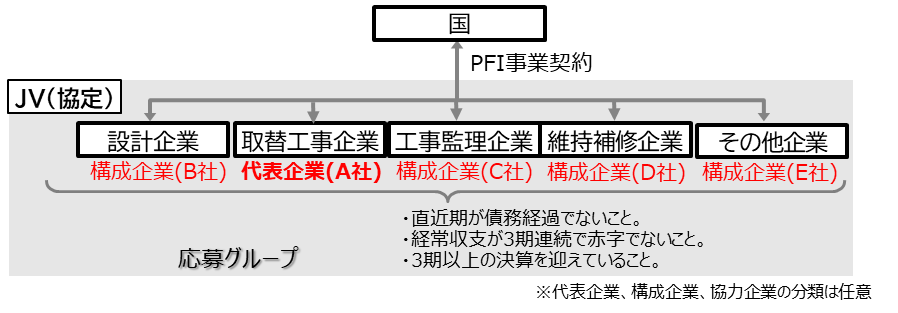 国
PFI事業契約
JV(協定)
設計企業
取替工事企業
工事監理企業
維持補修企業
その他企業
構成企業(B社)
代表企業(A社)
構成企業(C社)
構成企業(D社)
構成企業(E社)
・直近期が債務経過でないこと。
・経常収支が3期連続で赤字でないこと。
・3期以上の決算を迎えていること。
応募グループ
※代表企業、構成企業、協力企業の分類は任意